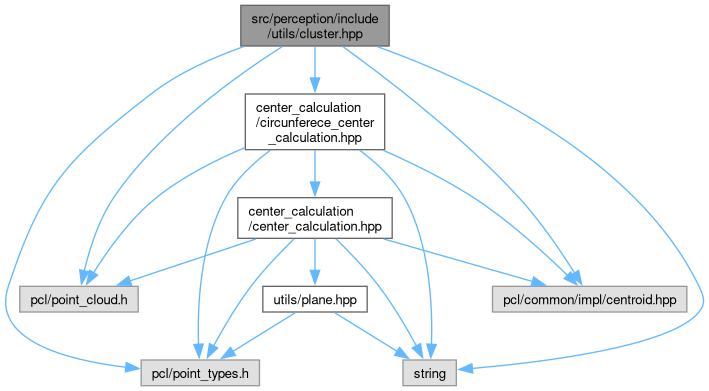 src/perception/include
/utils/cluster.hpp
center_calculation
/circunferece_center
_calculation.hpp
center_calculation
/center_calculation.hpp
pcl/point_cloud.h
utils/plane.hpp
pcl/common/impl/centroid.hpp
pcl/point_types.h
string